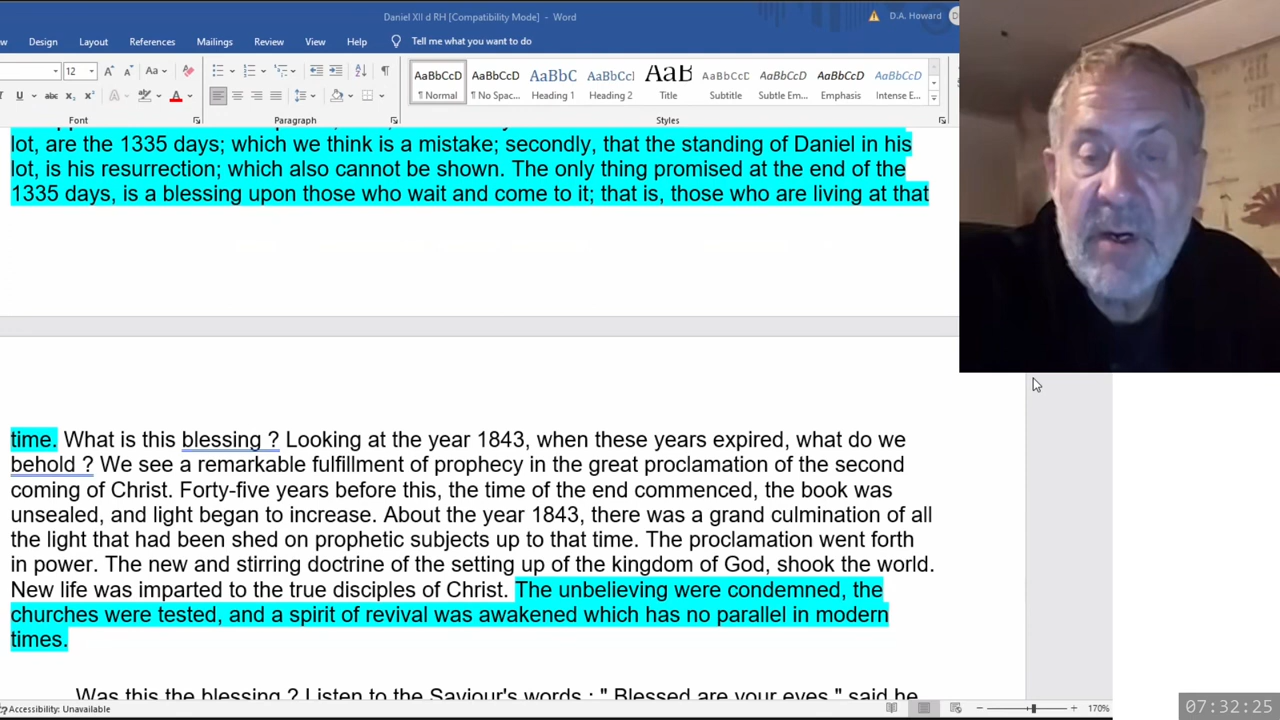 Daniel XII d RH [Compatibility Mode] - Word
D.A. Howard
Design Layout References Mailings Review View Help Tell me what you want to do
12
Aa
U abc x₂ x² A A
AaBbCcD AaBbCcD AaBbC AaBbCcI AaB AaBbCcD AaBbCcD AaBbCcD AaBbCcD
¶ Normal ¶ No Spac... Heading 1 Heading 2 Title Subtitle Subtle Em... Emphasis Intense E...
Font Paragraph Styles
lot, are the 1335 days; which we think is a mistake; secondly, that the standing of Daniel in his
lot, is his resurrection; which also cannot be shown. The only thing promised at the end of the
1335 days, is a blessing upon those who wait and come to it; that is, those who are living at that
time. What is this blessing ? Looking at the year 1843, when these years expired, what do we
behold ? We see a remarkable fulfillment of prophecy in the great proclamation of the second
coming of Christ. Forty-five years before this, the time of the end commenced, the book was
unsealed, and light began to increase. About the year 1843, there was a grand culmination of all
the light that had been shed on prophetic subjects up to that time. The proclamation went forth
in power. The new and stirring doctrine of the setting up of the kingdom of God, shook the world.
New life was imparted to the true disciples of Christ. The unbelieving were condemned, the
churches were tested, and a spirit of revival was awakened which has no parallel in modern
times.
Was this the blessing ? Listen to the Saviour's words : " Blessed are your eyes," said he
Accessibility: Unavailable
170%
07:32:25